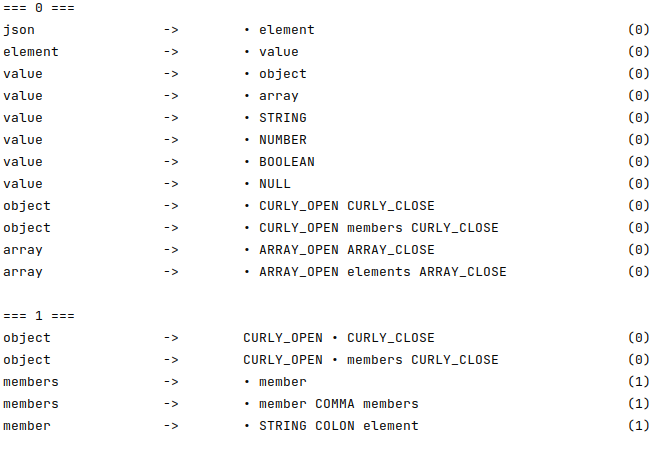 === 0 ===
json -> • element (0)
element -> • value (0)
value -> • object (0)
value -> • array (0)
value -> • STRING (0)
value -> • NUMBER (0)
value -> • BOOLEAN (0)
value -> • NULL (0)
object -> • CURLY_OPEN CURLY_CLOSE (0)
object -> • CURLY_OPEN members CURLY_CLOSE (0)
array -> • ARRAY_OPEN ARRAY_CLOSE (0)
array -> • ARRAY_OPEN elements ARRAY_CLOSE (0)
=== 1 ===
object -> CURLY_OPEN • CURLY_CLOSE (0)
object -> CURLY_OPEN • members CURLY_CLOSE (0)
members -> • member (1)
members -> • member COMMA members (1)
member -> • STRING COLON element (1)